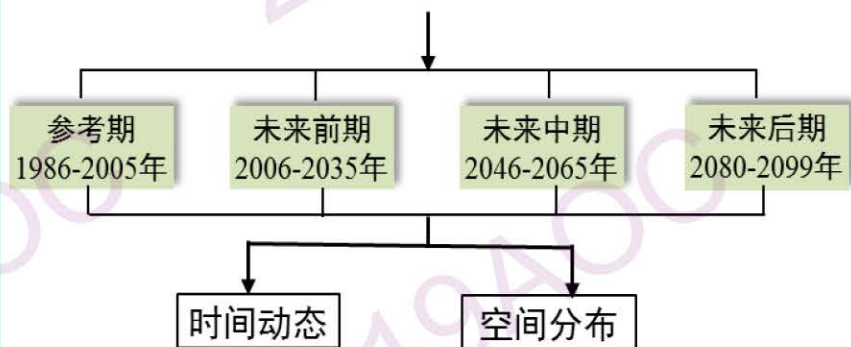 参考期
1986-2005年
未来前期
2006-2035年
未来中期
2046-2065年
未来后期
2080-2099年
时间动态
空间分布
19AOC